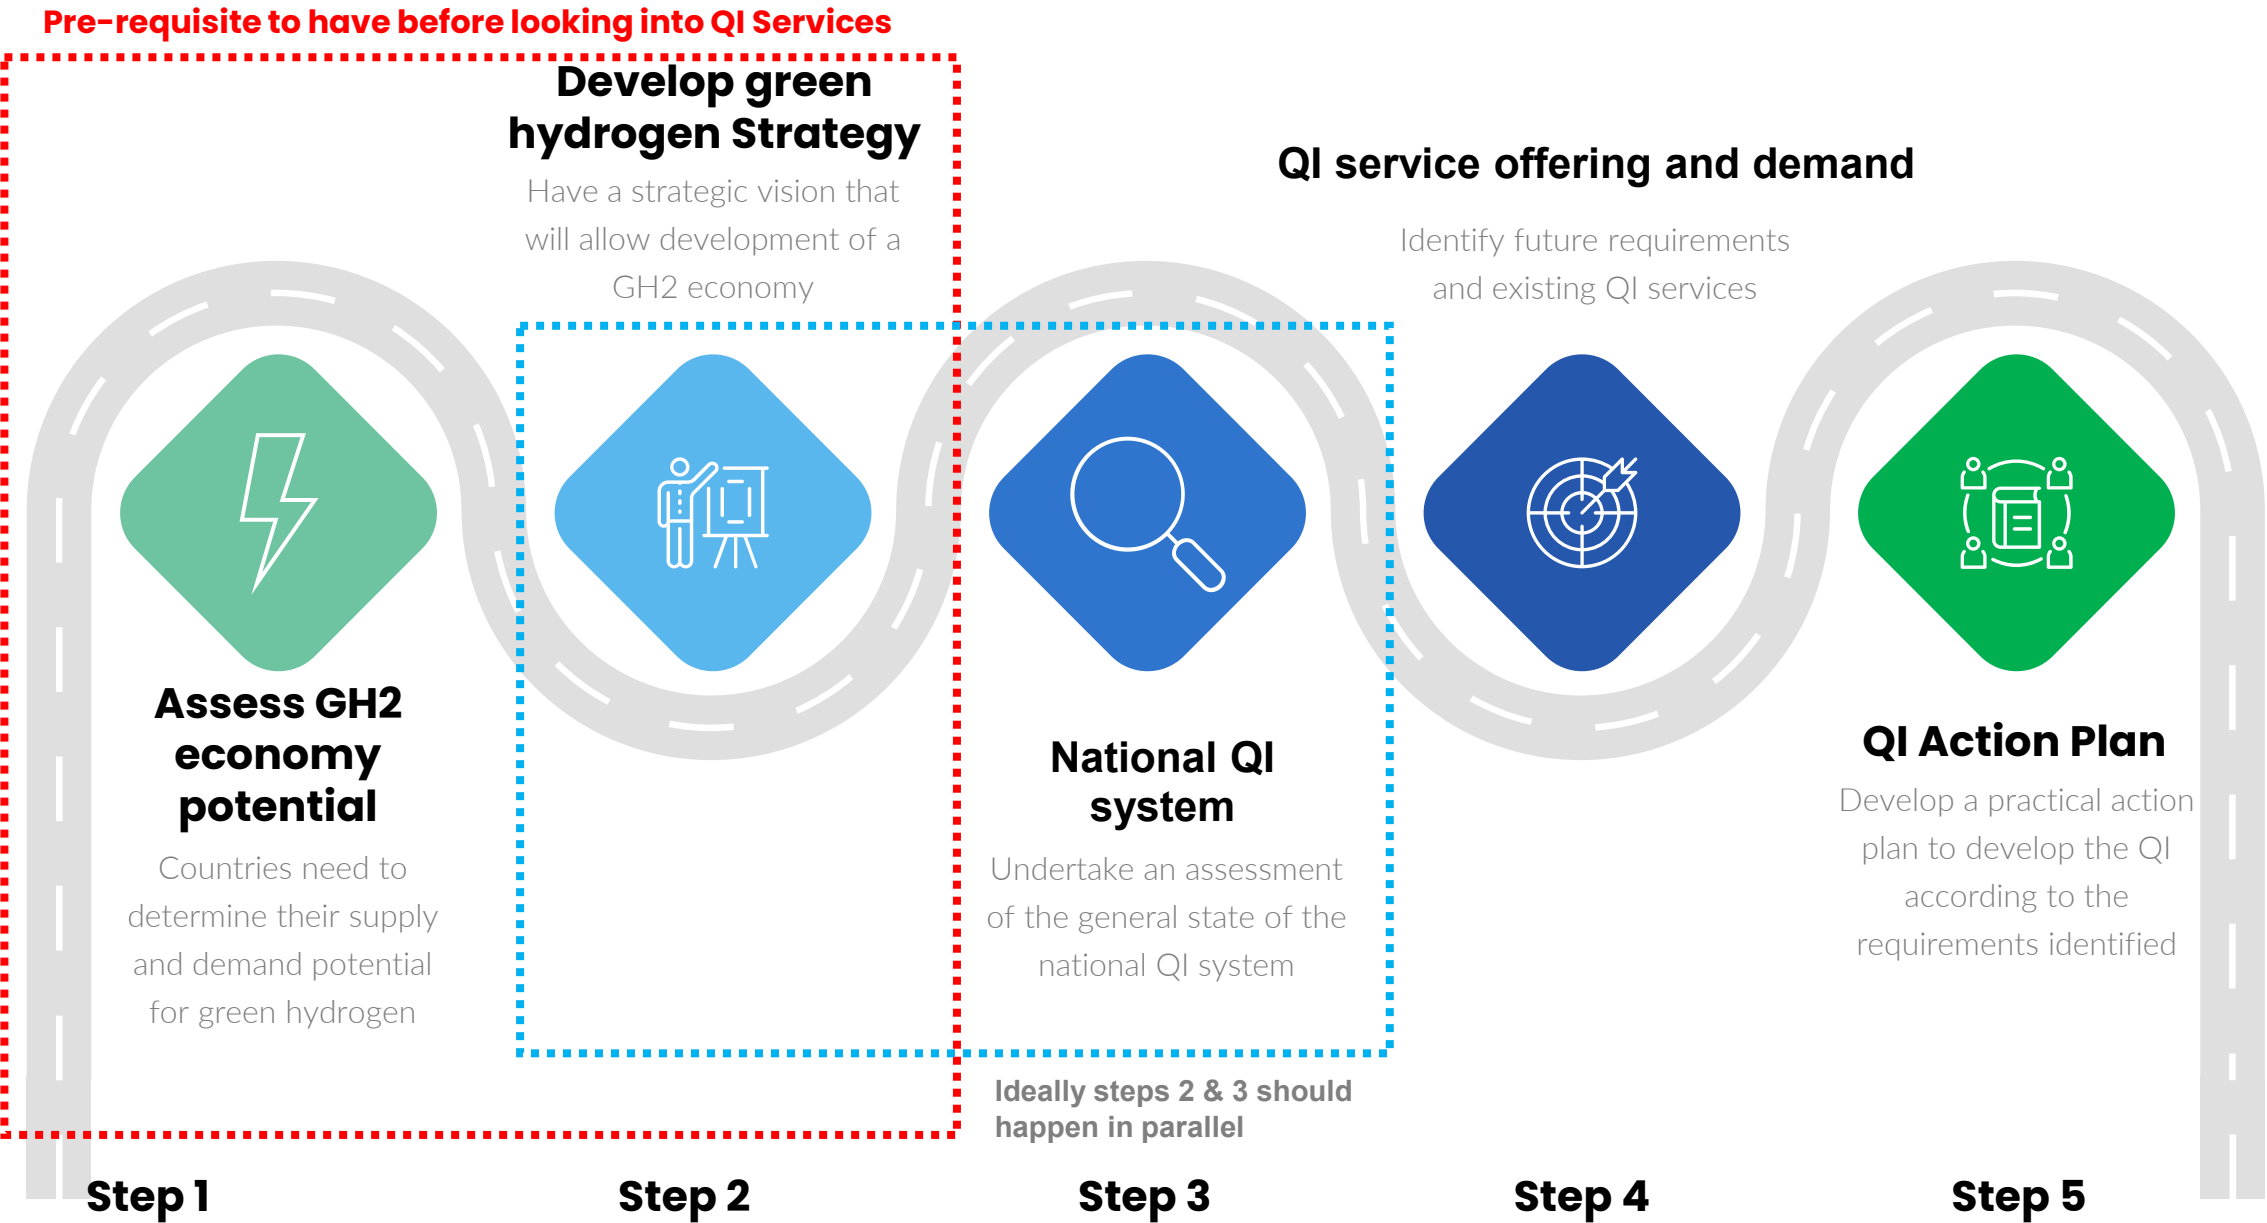 Pre-requisite to have before looking into QI Services
Develop green
hydrogen Strategy
Have a strategic vision that
will allow development of a
GH2 economy
QI service offering and demand
Identify future requirements
and existing QI services
Assess GH2
economy
potential
Countries need to
determine their supply
and demand potential
for green hydrogen
National QI
system
Undertake an assessment
of the general state of the
national QI system
QI Action Plan
Develop a practical action
plan to develop the QI
according to the
requirements identified
Ideally steps 2 & 3 should
happen in parallel
Step 1
Step 2
Step 3
Step 4
Step 5